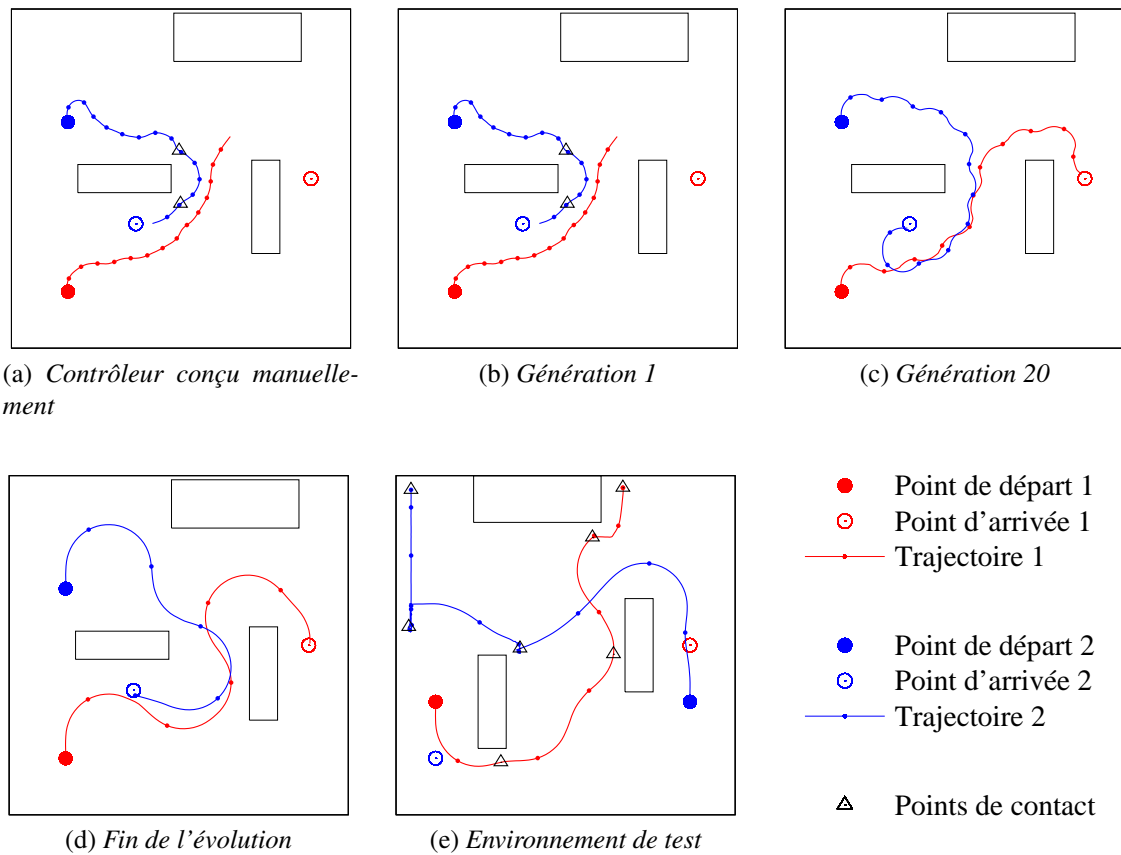 (a) Contrôleur conçu manuelle-
ment
(b) Génération 1
(c) Génération 20
Point de départ 1
Point d'arrivée 1
Trajectoire 1
Point de départ 2
Point d'arrivée 2
Trajectoire 2
Points de contact
(d) Fin de l'évolution
(e) Environnement de test